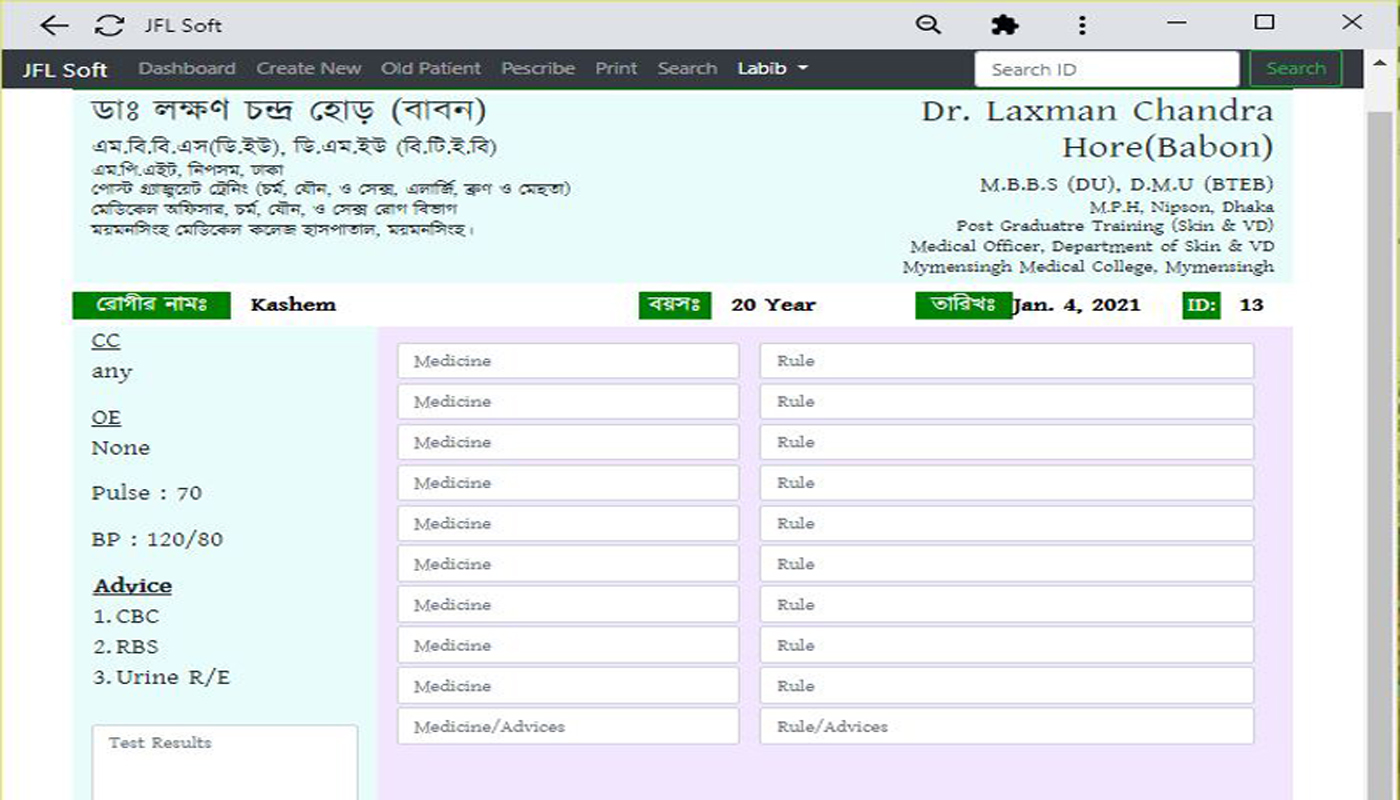 JFL Soft
JFL Soft Dashboard Create New Old Patient Pescribe Print Search Labib Search ID Search
ডাঃ লক্ষণ চন্দ্র হোড় (বাবন)
এম.বি.বি.এস(ডি.ইউ), ডি.এম.ইউ (বি.টি.ই.বি)
এম.পি.এইট, নিপসম, ঢাকা
পোস্ট গ্র্যাজুয়েট ট্রেনিং (চর্ম, যৌন, ও সেক্স, এলার্জি, ব্রুণ ও মেছতা)
মেডিকেল অফিসার, চর্ম, যৌন, ও সেক্স রোগ বিভাগ
ময়মনসিংহ মেডিকেল কলেজ হাসপাতাল, ময়মনসিংহ।
Dr. Laxman Chandra
Hore(Babon)
M.B.B.S (DU), D.M.U (BTEB)
M.P.H, Nipson, Dhaka
Post Graduatre Training (Skin & VD)
Medical Officer, Department of Skin & VD
Mymensingh Medical College, Mymensingh
রোগীর নামঃ Kashem বয়সঃ 20 Year তারিখঃ Jan. 4, 2021 ID: 13
CC
any
OE
None
Pulse : 70
BP : 120/80
Advice
1. CBC
2. RBS
3. Urine R/E
Test Results
Medicine Rule
Medicine Rule
Medicine Rule
Medicine Rule
Medicine Rule
Medicine Rule
Medicine Rule
Medicine Rule
Medicine Rule
Medicine/Advices Rule/Advices